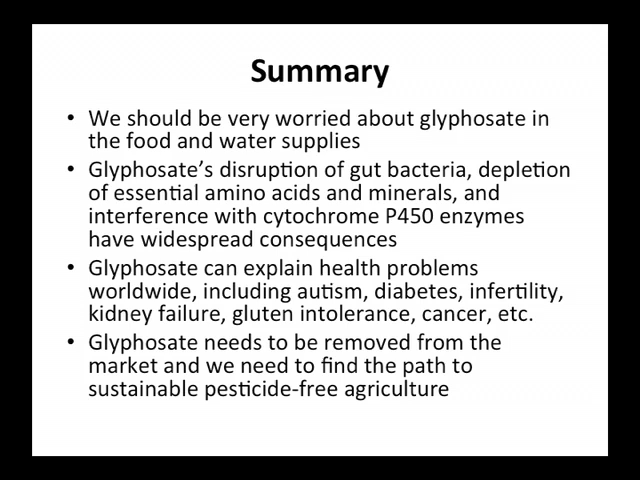 Summary
• We should be very worried about glyphosate in
the food and water supplies
• Glyphosate's disruption of gut bacteria, depletion
of essential amino acids and minerals, and
interference with cytochrome P450 enzymes
have widespread consequences
• Glyphosate can explain health problems
worldwide, including autism, diabetes, infertility,
kidney failure, gluten intolerance, cancer, etc.
• Glyphosate needs to be removed from the
market and we need to find the path to
sustainable pesticide-free agriculture